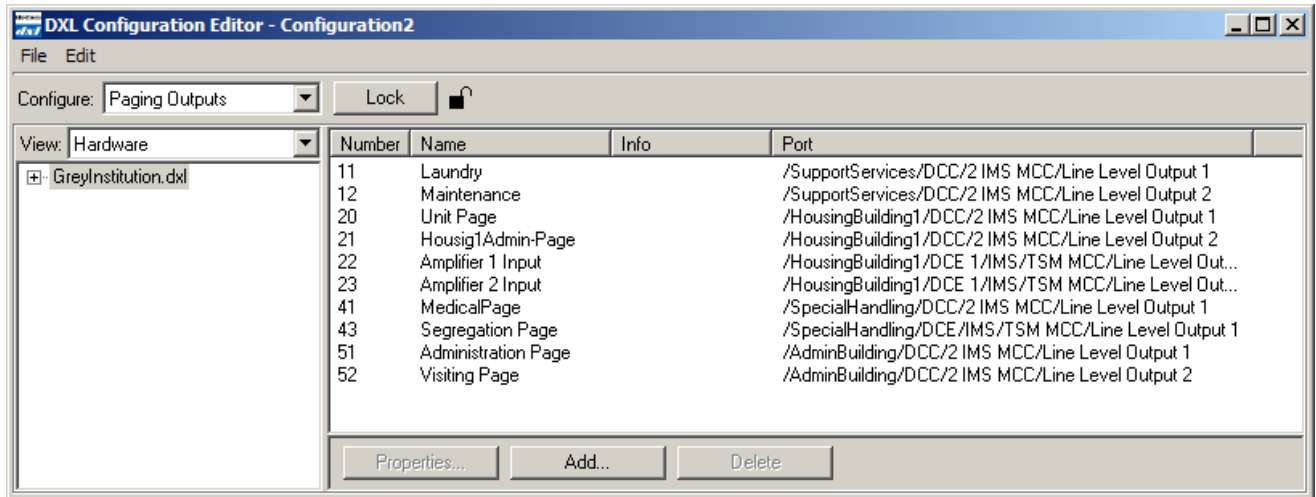 DXL Configuration Editor - Configuration2
File Edit
Configure: Paging Outputs Lock
View: Hardware
GreyInstitution.dxl
Number Name Info Port
11 Laundry /SupportServices/DCC/2 IMS MCC/Line Level Output 1
12 Maintenance /SupportServices/DCC/2 IMS MCC/Line Level Output 2
20 Unit Page /HousingBuilding1/DCC/2 IMS MCC/Line Level Output 1
21 Housig1Admin-Page /HousingBuilding1/DCC/2 IMS MCC/Line Level Output 2
22 Amplifier 1 Input /HousingBuilding1/DCE 1/IMS/TSM MCC/Line Level Out...
23 Amplifier 2 Input /HousingBuilding1/DCE 1/IMS/TSM MCC/Line Level Out...
41 MedicalPage /SpecialHandling/DCC/2 IMS MCC/Line Level Output 1
43 Segregation Page /SpecialHandling/DCE/IMS/TSM MCC/Line Level Output 1
51 Administration Page /AdminBuilding/DCC/2 IMS MCC/Line Level Output 1
52 Visiting Page /AdminBuilding/DCC/2 IMS MCC/Line Level Output 2
Properties... Add... Delete